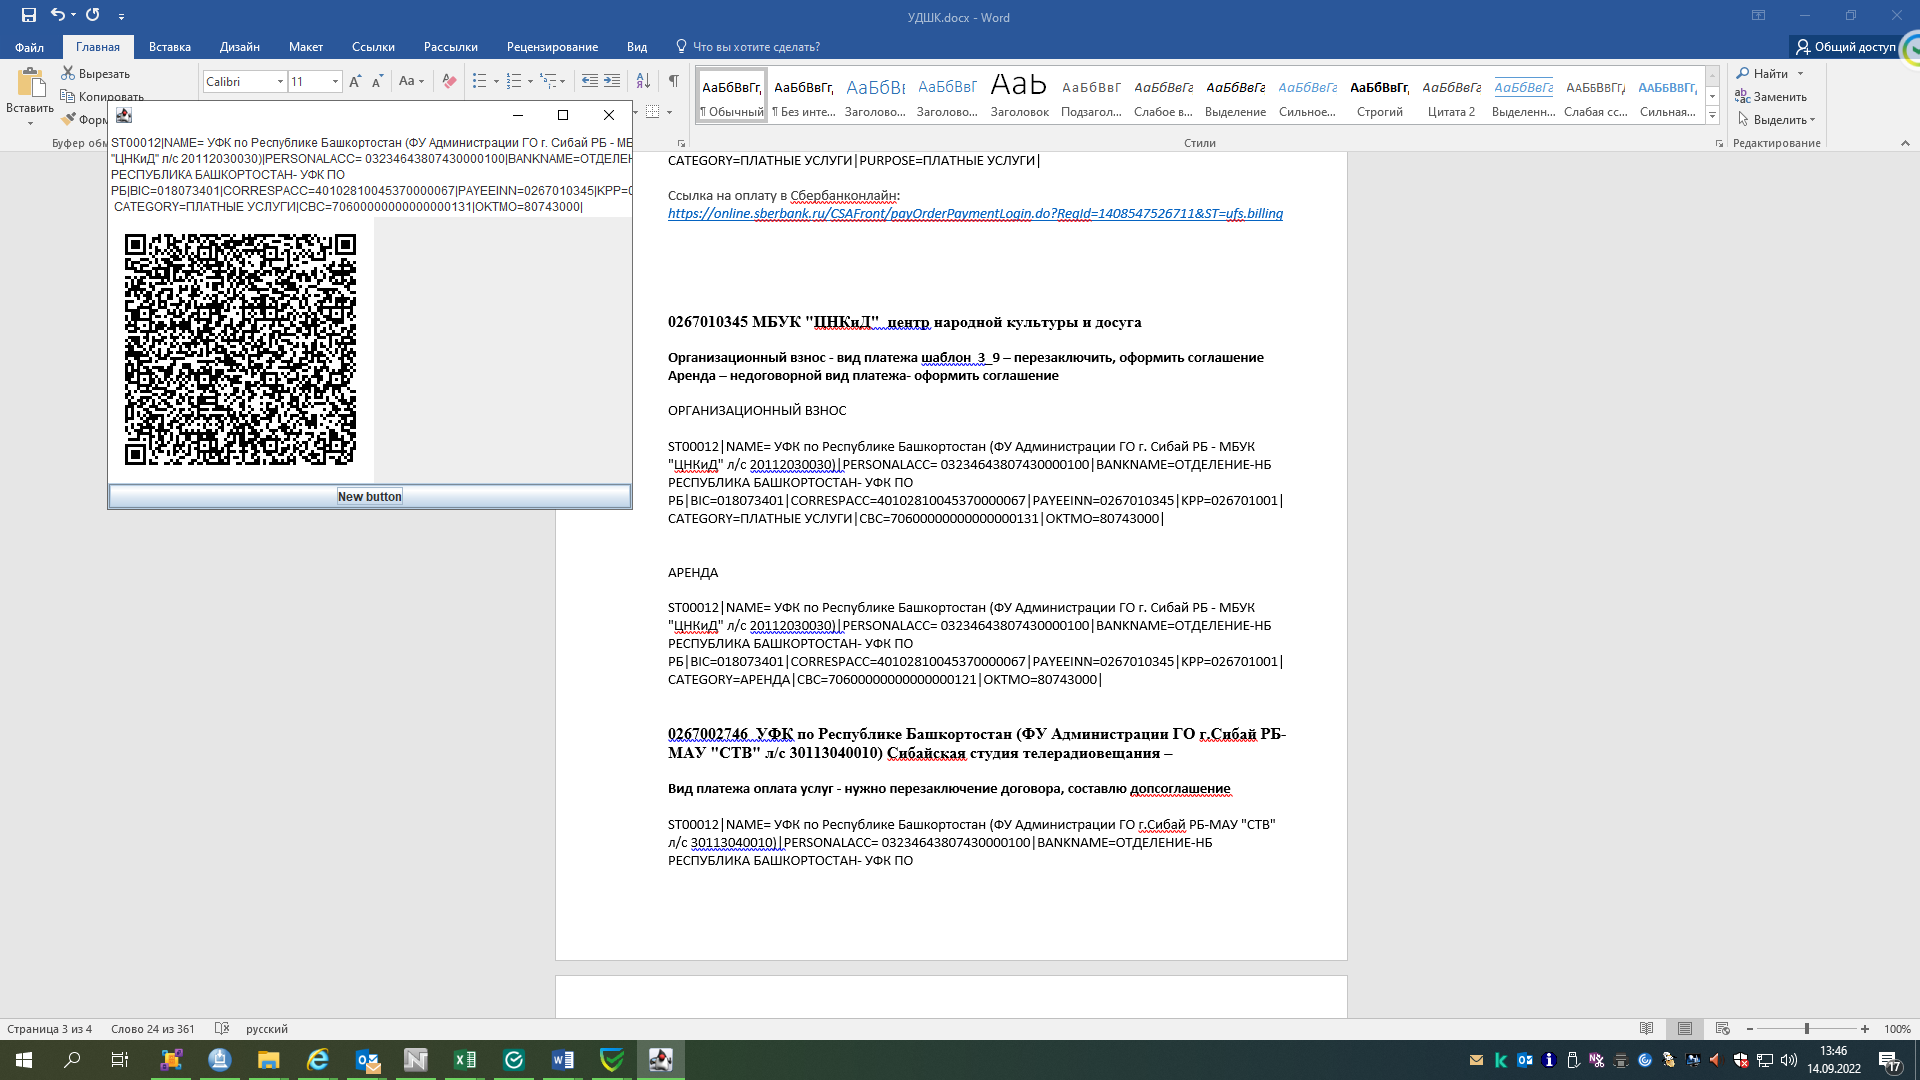 УДШК.docx - Word
Файл
Главная
Вставка
Дизайн
Макет
Ссылки
Рассылки
Рецензирование
Вид
Что вы хотите сделать?
Общий доступ
Вставить
Вырезать
Копировать
Буфер
Calibri
11
Aa
АаБбВвГг,
¶ Обычный
АаБбВвГг,
¶ Без инте...
Заголово...
Заголово...
АаЬ
Заголовок
АаБбВвГ
Подзагол...
АаБбВвГг
Слабое в...
АаБбВвГг
Выделение
АаБбВвГг
Сильное...
АаБбВвГг,
Строгий
АаБбВвГг
Цитата 2
АаБбВвГг
Выделенн...
Слабая сс...
Сильная...
Стили
Найти
Заменить
Выделить
Редактирование
ST00012|NAME= УФК по Республике Башкортостан (ФУ Администрации ГО г. Сибай РБ - МБ
"ЦНКиД" л/с 20112030030)|PERSONALACC= 03234643807430000100|BANKNAME=ОТДЕЛЕН
РЕСПУБЛИКА БАШКОРТОСТАН- УФК ПО
РБ|BIC=018073401|CORRESPACC=40102810045370000067|PAYEEINN=0267010345|KPP=0
CATEGORY=ПЛАТНЫЕ УСЛУГИ|CBC=70600000000000000131|OKTMO=80743000|
New button
CATEGORY=ПЛАТНЫЕ УСЛУГИ|PURPOSE=ПЛАТНЫЕ УСЛУГИ|
Ссылка на оплату в Сбербанконлайн:
https://online.sberbank.ru/CSAFront/payOrderPaymentLogin.do?ReqId=1408547526711&ST=ufs.billing
0267010345 МБУК "ЦНКиД" центр народной культуры и досуга
Организационный взнос - вид платежа шаблон_3_9 – перезаключить, оформить соглашение
Аренда – недоговорной вид платежа- оформить соглашение
ОРГАНИЗАЦИОННЫЙ ВЗНОС
ST00012|NAME= УФК по Республике Башкортостан (ФУ Администрации ГО г. Сибай РБ - МБУК
"ЦНКиД" л/с 20112030030)|PERSONALACC= 03234643807430000100|BANKNAME=ОТДЕЛЕНИЕ-НБ
РЕСПУБЛИКА БАШКОРТОСТАН- УФК ПО
РБ|BIC=018073401|CORRESPACC=40102810045370000067|PAYEEINN=0267010345|KPP=026701001|
CATEGORY=ПЛАТНЫЕ УСЛУГИ|CBC=70600000000000000131|OKTMO=80743000|
АРЕНДА
ST00012|NAME= УФК по Республике Башкортостан (ФУ Администрации ГО г. Сибай РБ - МБУК
"ЦНКиД" л/с 20112030030)|PERSONALACC= 03234643807430000100|BANKNAME=ОТДЕЛЕНИЕ-НБ
РЕСПУБЛИКА БАШКОРТОСТАН- УФК ПО
РБ|BIC=018073401|CORRESPACC=40102810045370000067|PAYEEINN=0267010345|KPP=026701001|
CATEGORY=АРЕНДА|CBC=70600000000000000121|OKTMO=80743000|
0267002746 УФК по Республике Башкортостан (ФУ Администрации ГО г.Сибай РБ-
МАУ "СТВ" л/с 30113040010) Сибайская студия телерадиовещания –
Вид платежа оплата услуг - нужно перезаключение договора, составлю допсоглашение
ST00012|NAME= УФК по Республике Башкортостан (ФУ Администрации ГО г.Сибай РБ-МАУ "СТВ"
л/с 30113040010)|PERSONALACC= 03234643807430000100|BANKNAME=ОТДЕЛЕНИЕ-НБ
РЕСПУБЛИКА БАШКОРТОСТАН- УФК ПО
Страница 3 из 4
Слово 24 из 361
русский
100%
13:46
14.09.2022
17